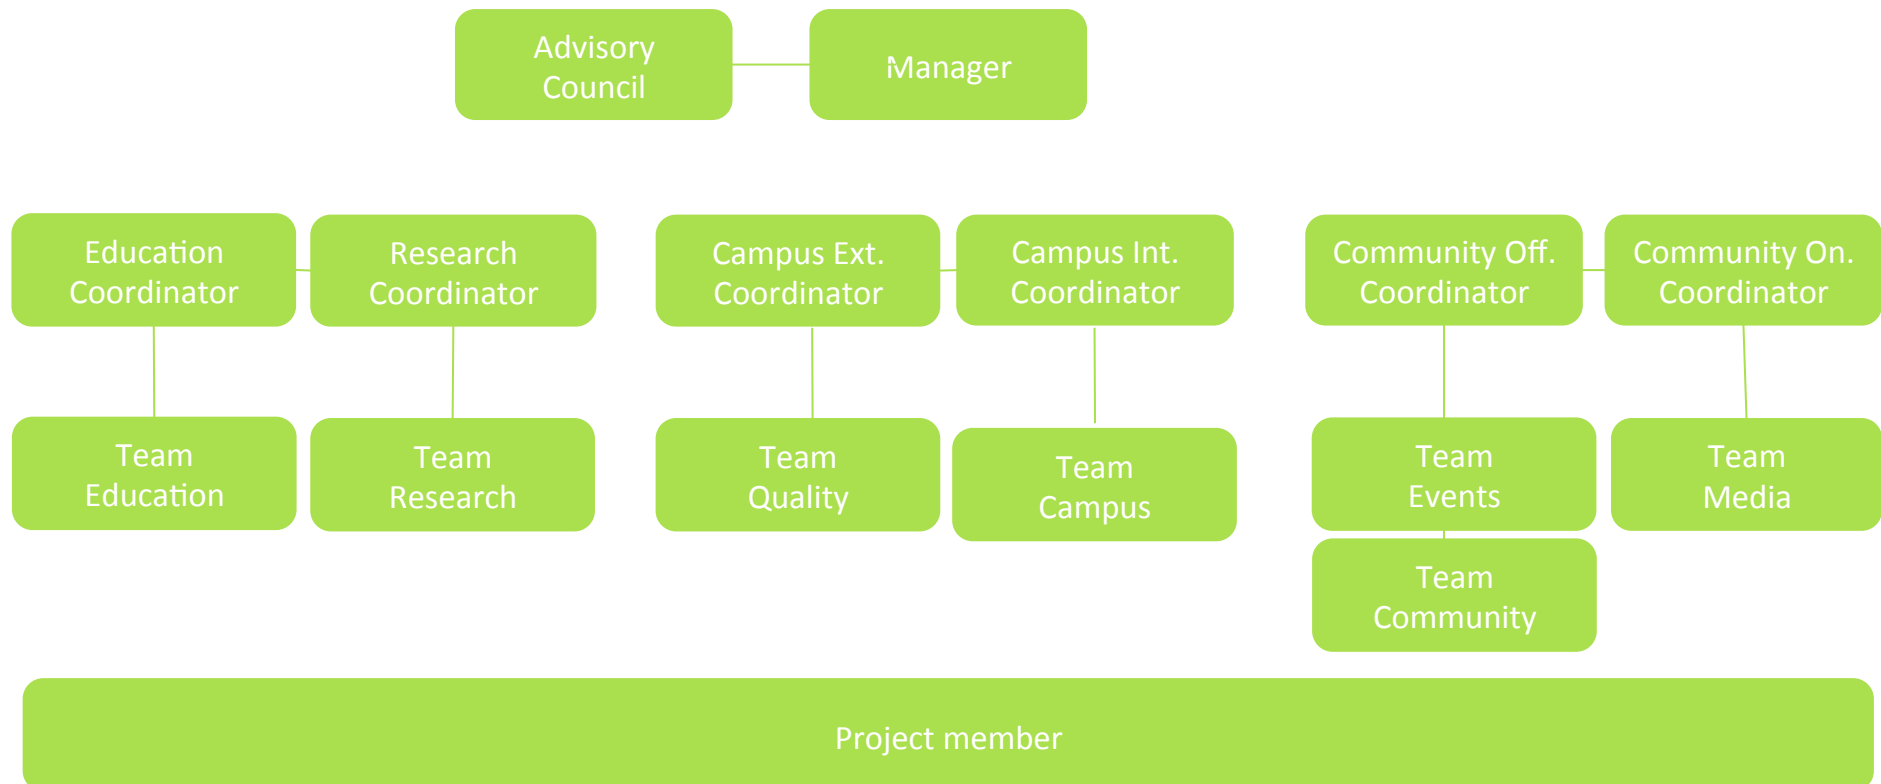 Advisory
Council
Manager
Education
Coordinator
Research
Coordinator
Campus Ext.
Coordinator
Campus Int.
Coordinator
Community Off.
Coordinator
Community On.
Coordinator
Team
Education
Team
Research
Team
Quality
Team
Campus
Team
Events
Team
Media
Team
Community
Project member